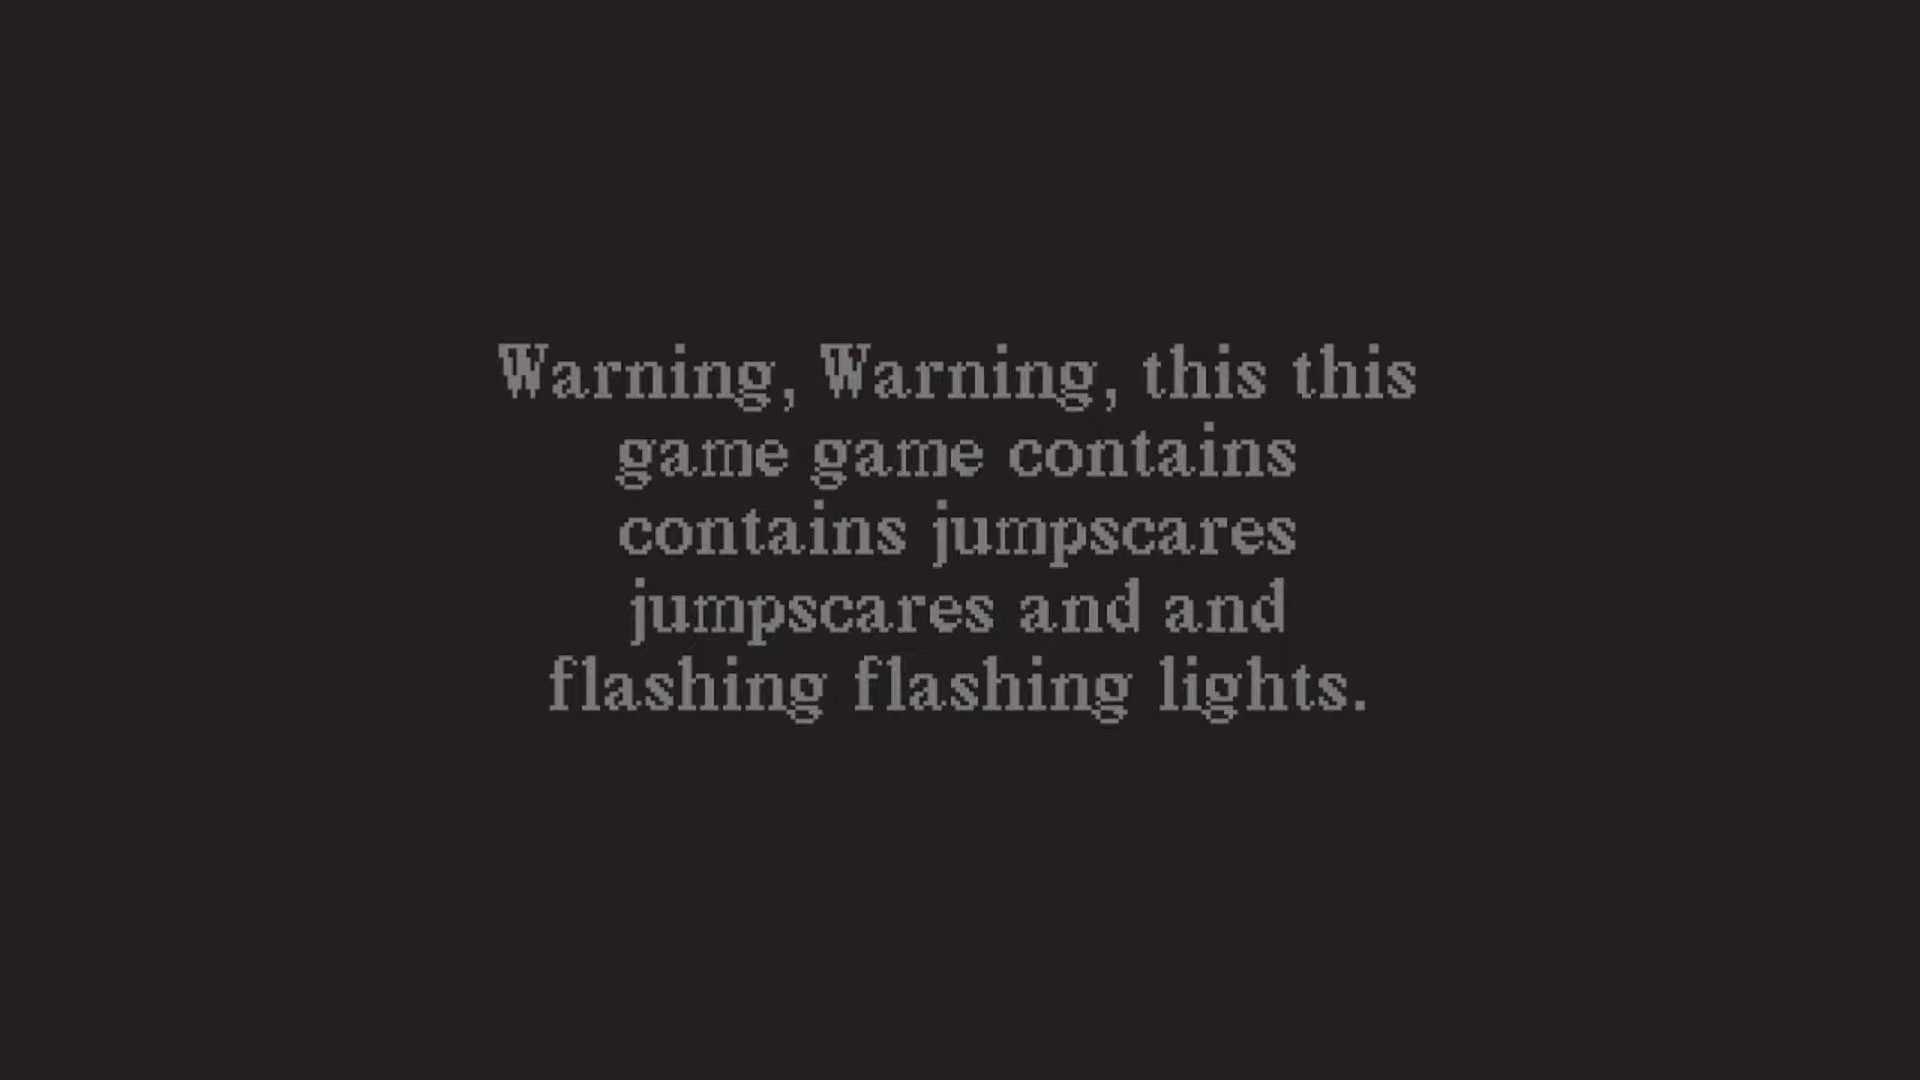 Warning, Warning, this this
game game contains
contains jumpscares
jumpscares and and
flashing flashing lights.